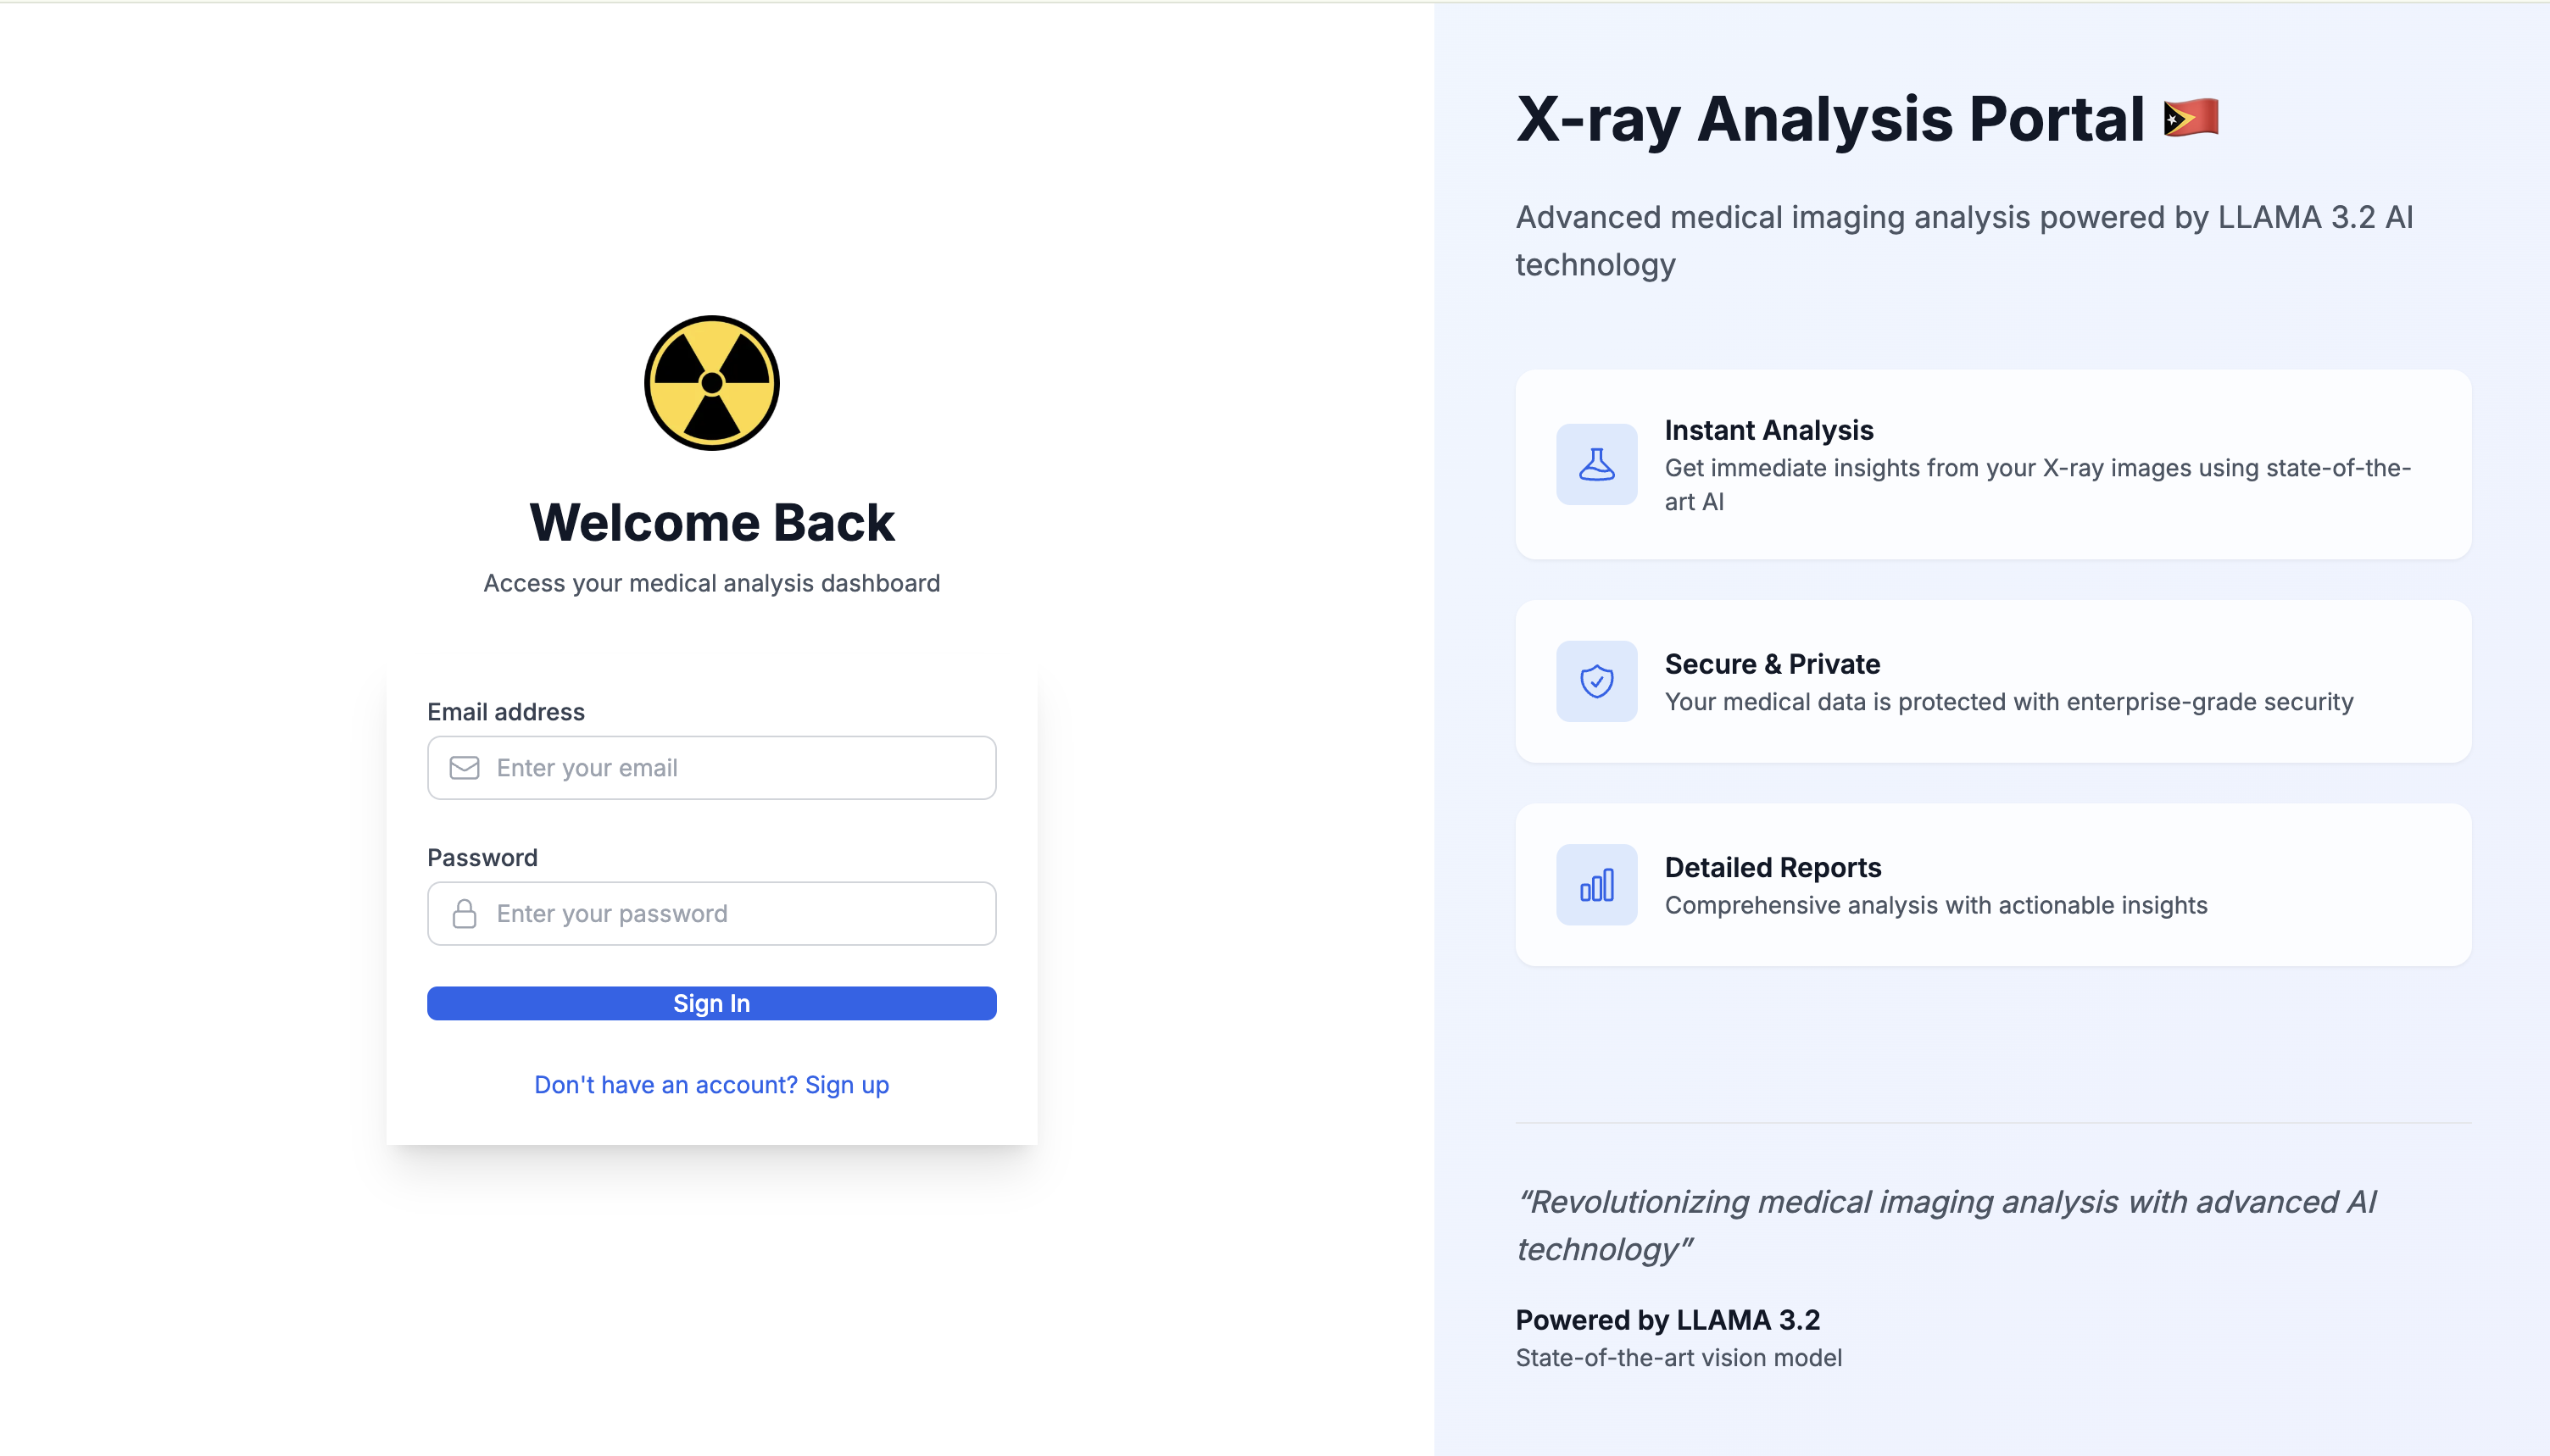 Welcome Back
Access your medical analysis dashboard
Email address
Enter your email
Password
Enter your password
Sign In
Don't have an account? Sign up
X-ray Analysis Portal 🇹🇱
Advanced medical imaging analysis powered by LLAMA 3.2 AI
technology
Instant Analysis
Get immediate insights from your X-ray images using state-of-the-
art AI
Secure & Private
Your medical data is protected with enterprise-grade security
Detailed Reports
Comprehensive analysis with actionable insights
“Revolutionizing medical imaging analysis with advanced AI
technology”
Powered by LLAMA 3.2
State-of-the-art vision model